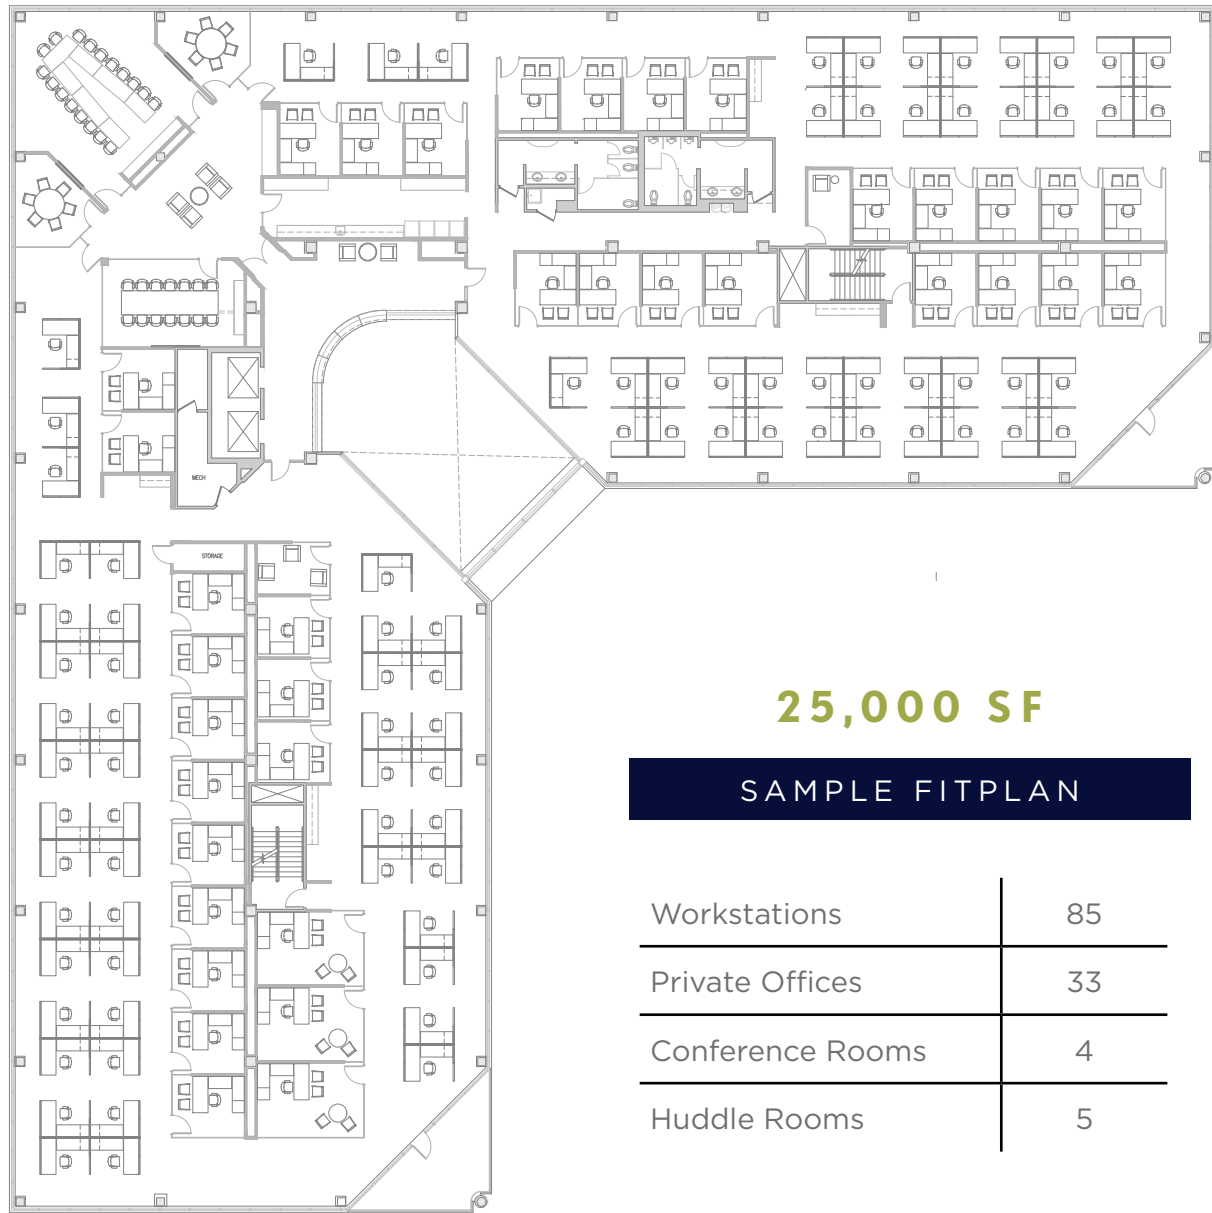 MECH
STORAGE
25,000 SF
SAMPLE FITPLAN
Workstations 85
Private Offices 33
Conference Rooms 4
Huddle Rooms 5